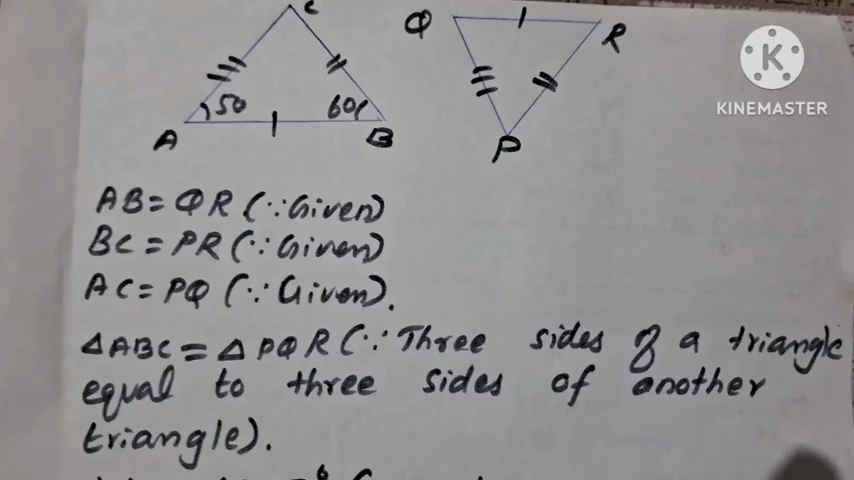 C
Q
R
50
60
A
B
P
K
KINEMASTER
AB = QR (∵ Given)
BC = PR (∵ Given)
AC = PQ (∵ Given).
△ABC = △PQR (∵ Three sides of a triangle
equal to three sides of another
triangle).